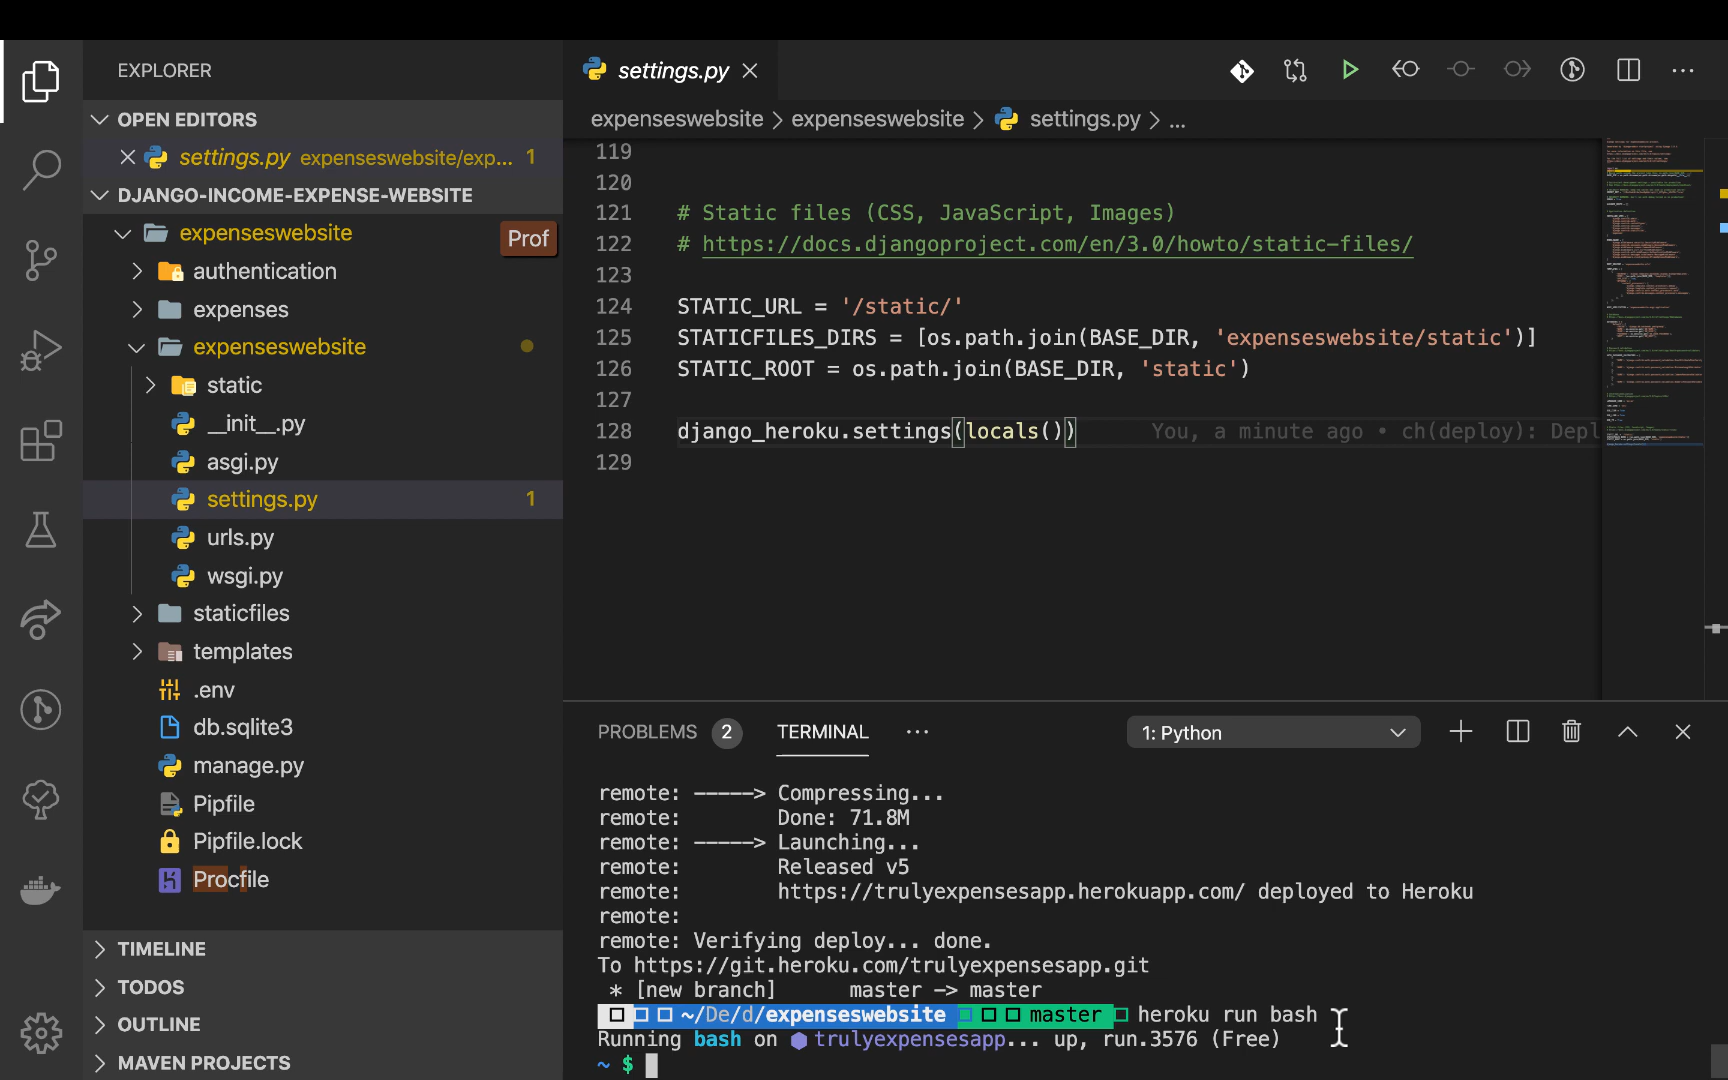 EXPLORER
OPEN EDITORS
settings.py expenseswebsite/exp... 1
DJANGO-INCOME-EXPENSE-WEBSITE
expenseswebsite
Prof
authentication
expenses
expenseswebsite
static
__init__.py
asgi.py
settings.py 1
urls.py
wsgi.py
staticfiles
templates
.env
db.sqlite3
manage.py
Pipfile
Pipfile.lock
Procfile
TIMELINE
TODOS
OUTLINE
MAVEN PROJECTS
settings.py
expenseswebsite > expenseswebsite > settings.py > ...
119
120
121 # Static files (CSS, JavaScript, Images)
122 # https://docs.djangoproject.com/en/3.0/howto/static-files/
123
124 STATIC_URL = '/static/'
125 STATICFILES_DIRS = [os.path.join(BASE_DIR, 'expenseswebsite/static')]
126 STATIC_ROOT = os.path.join(BASE_DIR, 'static')
127
128 django_heroku.settings(locals()) You, a minute ago • ch(deploy): Depl
129
PROBLEMS 2 TERMINAL ... 1: Python
remote: -----> Compressing...
remote: Done: 71.8M
remote: -----> Launching...
remote: Released v5
remote: https://trulyexpensesapp.herokuapp.com/ deployed to Heroku
remote:
remote: Verifying deploy... done.
To https://git.heroku.com/trulyexpensesapp.git
* [new branch] master -> master
~/De/d/expenseswebsite master heroku run bash
Running bash on ⬢ trulyexpensesapp... up, run.3576 (Free)
~ $